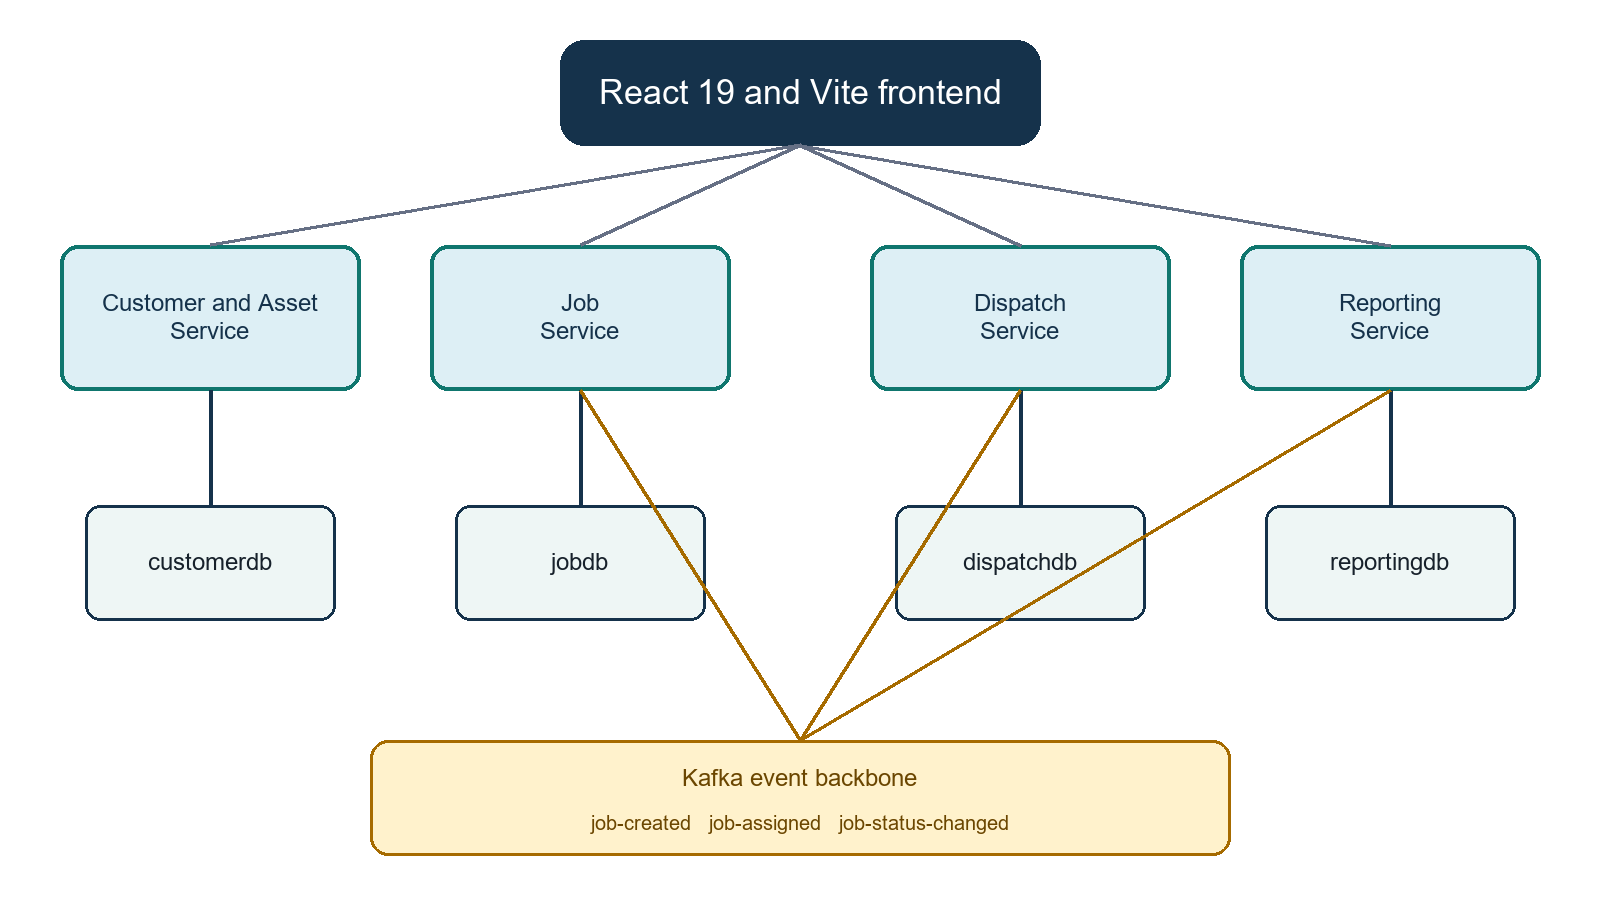 React 19 and Vite frontend
Customer and Asset
Service
Job
Service
Dispatch
Service
Reporting
Service
customerdb
jobdb
dispatchdb
reportingdb
Kafka event backbone
job-created job-assigned job-status-changed